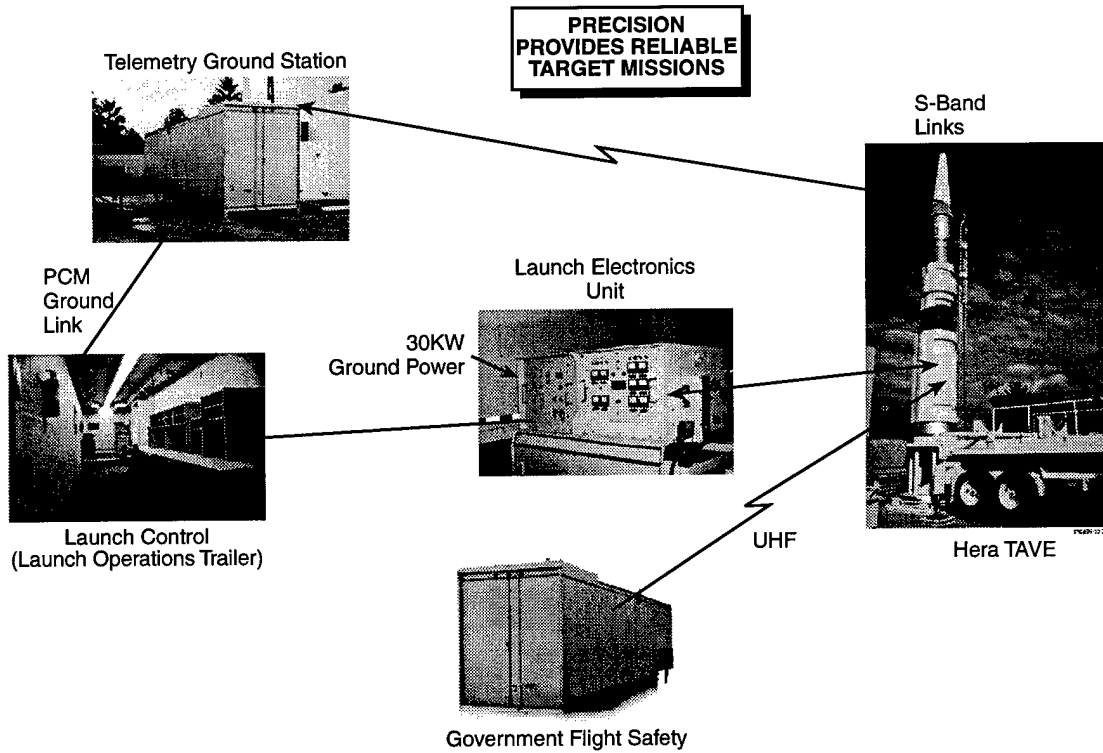 PRECISION
PROVIDES RELIABLE
TARGET MISSIONS
Telemetry Ground Station
S-Band
Links
PCM
Ground
Link
Launch Electronics
Unit
30KW
Ground Power
Launch Control
(Launch Operations Trailer)
UHF
Hera TAVE
Government Flight Safety